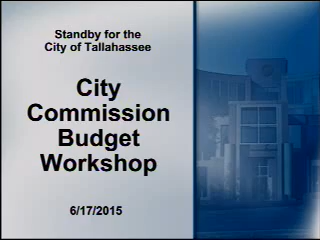 Standby for the
City of Tallahassee
City
Commission
Budget
Workshop
6/17/2015